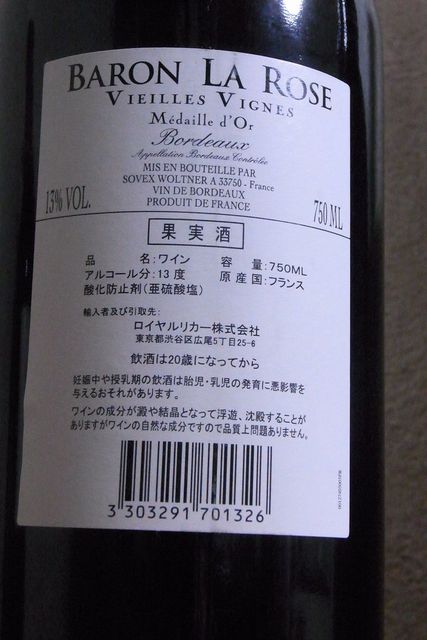 BARON LA ROSE
VIEILLES VIGNES
Médaille d'Or
Bordeaux
Appellation Bordeaux Contrôlée
MIS EN BOUTEILLE PAR
SOVEX WOLTNER A 33750 - France
VIN DE BORDEAUX
PRODUIT DE FRANCE
13% VOL.
750 ML
果実酒
品 名:ワイン 容 量:750ML
アルコール分:13度 原産国:フランス
酸化防止剤(亜硫酸塩)
輸入者及び引取先:
ロイヤルリカー株式会社
東京都渋谷区広尾5丁目25-6
飲酒は20歳になってから
妊娠中や授乳期の飲酒は胎児・乳児の発育に悪影響を
与えるおそれがあります。
ワインの成分が澱や結晶となって浮遊、沈殿することが
ありますがワインの自然な成分ですので品質上問題ありません。
3 303291 701326